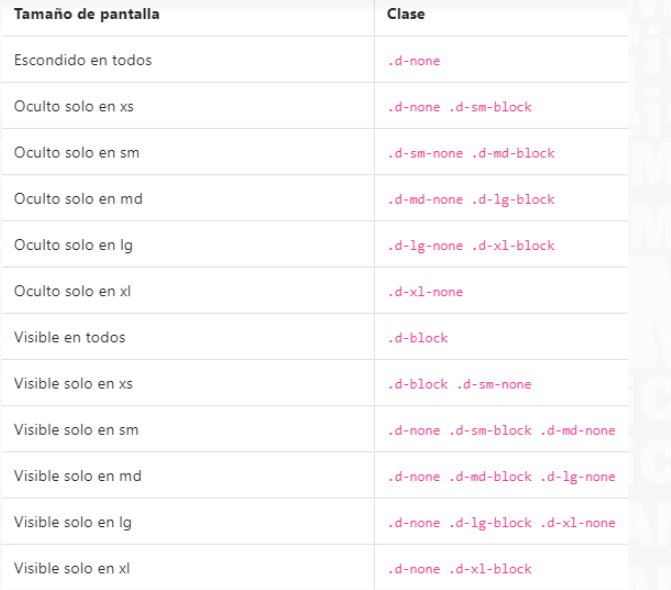 Tamaño de pantalla Clase
Escondido en todos .d-none
Oculto solo en xs .d-none .d-sm-block
Oculto solo en sm .d-sm-none .d-md-block
Oculto solo en md .d-md-none .d-lg-block
Oculto solo en lg .d-lg-none .d-xl-block
Oculto solo en xl .d-xl-none
Visible en todos .d-block
Visible solo en xs .d-block .d-sm-none
Visible solo en sm .d-none .d-sm-block .d-md-none
Visible solo en md .d-none .d-md-block .d-lg-none
Visible solo en lg .d-none .d-lg-block .d-xl-none
Visible solo en xl .d-none .d-xl-block